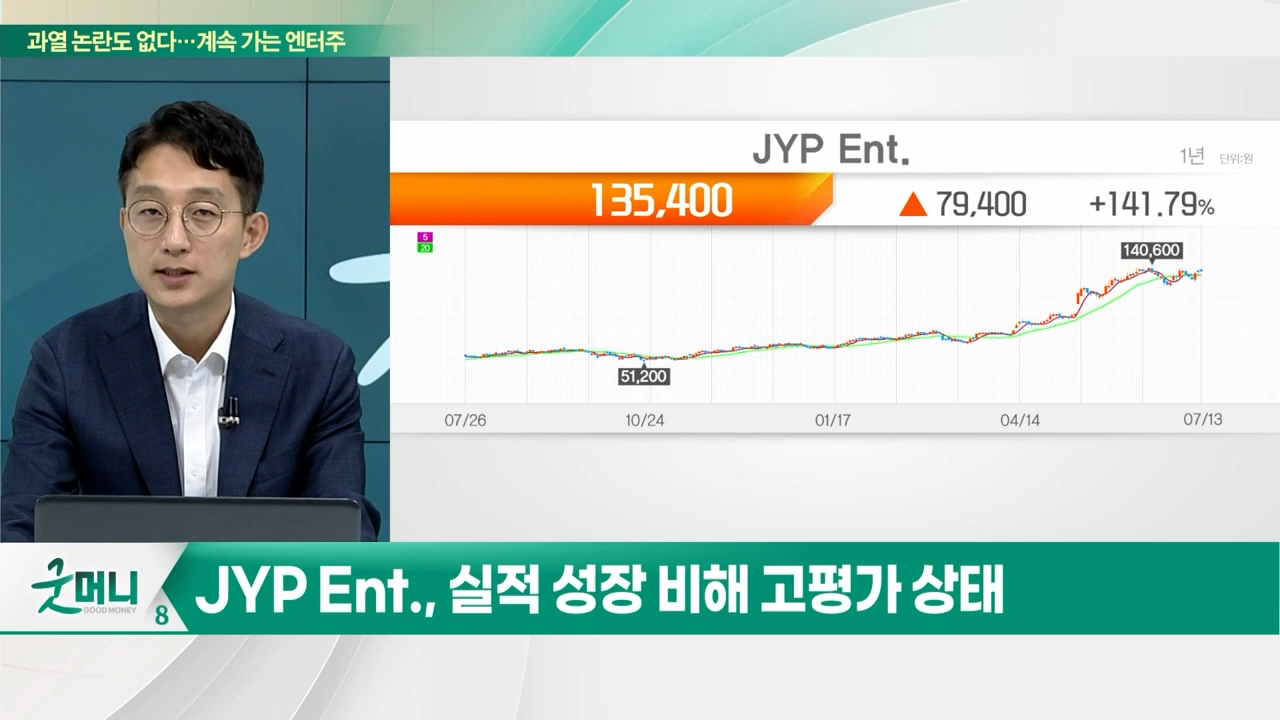 과열 논란도 없다…계속 가는 엔터주
JYP Ent.
1년 단위:원
135,400 ▲ 79,400 +141.79%
5
20
140,600
51,200
07/26 10/24 01/17 04/14 07/13
굿머니
GOOD MONEY
8
JYP Ent., 실적 성장 비해 고평가 상태